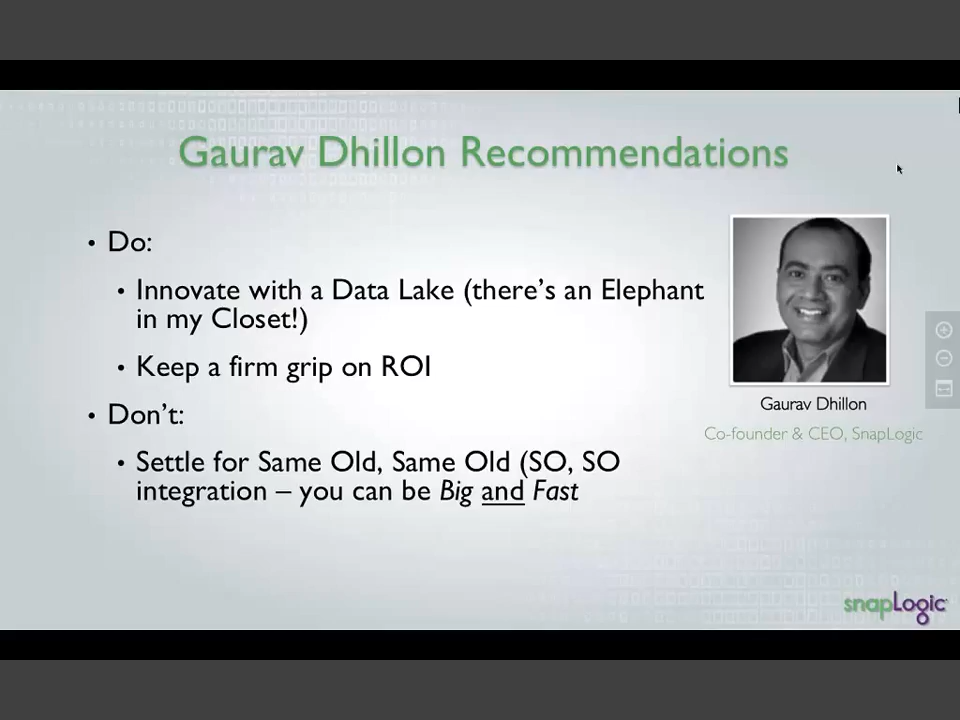 Gaurav Dhillon Recommendations
• Do:
• Innovate with a Data Lake (there's an Elephant
in my Closet!)
• Keep a firm grip on ROI
• Don't:
• Settle for Same Old, Same Old (SO, SO
integration – you can be Big and Fast
Gaurav Dhillon
Co-founder & CEO, SnapLogic
snapLogic